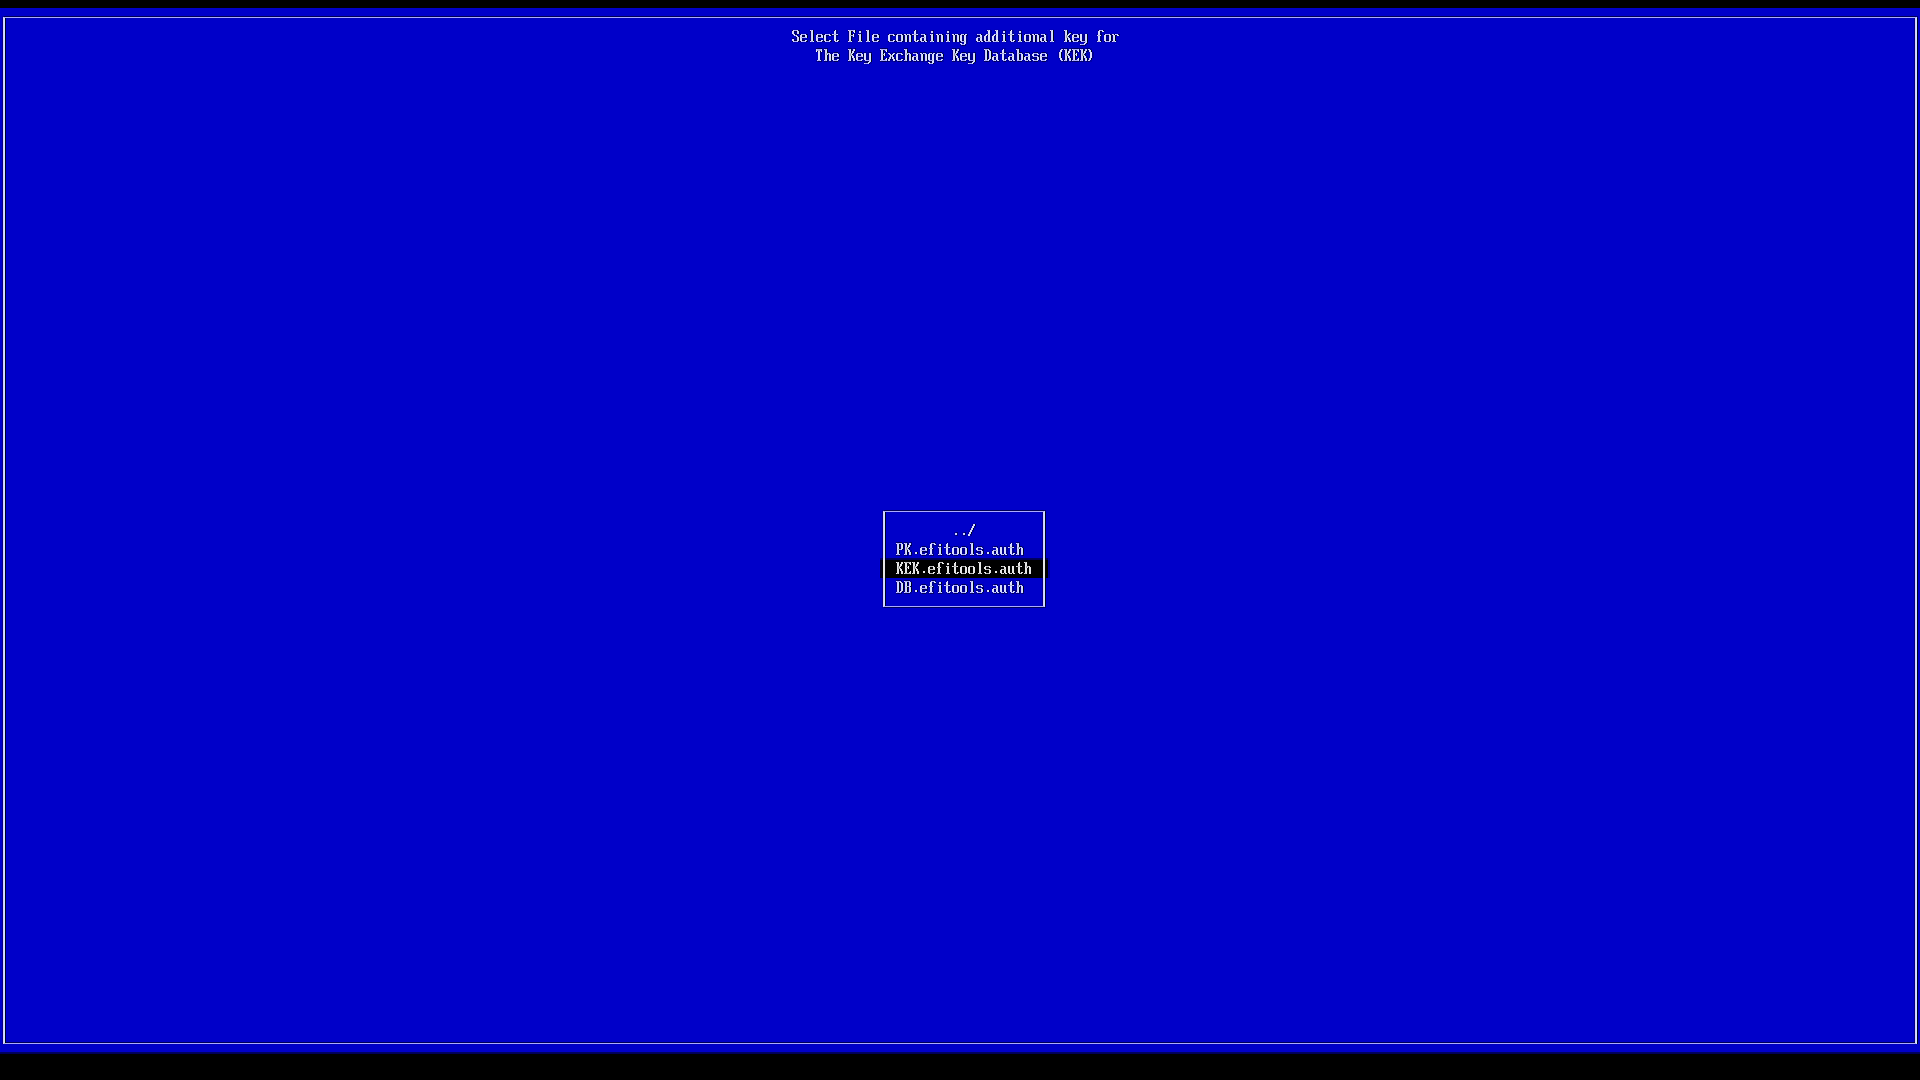 Select File containing additional key for
The Key Exchange Key Database (KEK)
../
PK.efitools.auth
KEK.efitools.auth
DB.efitools.auth